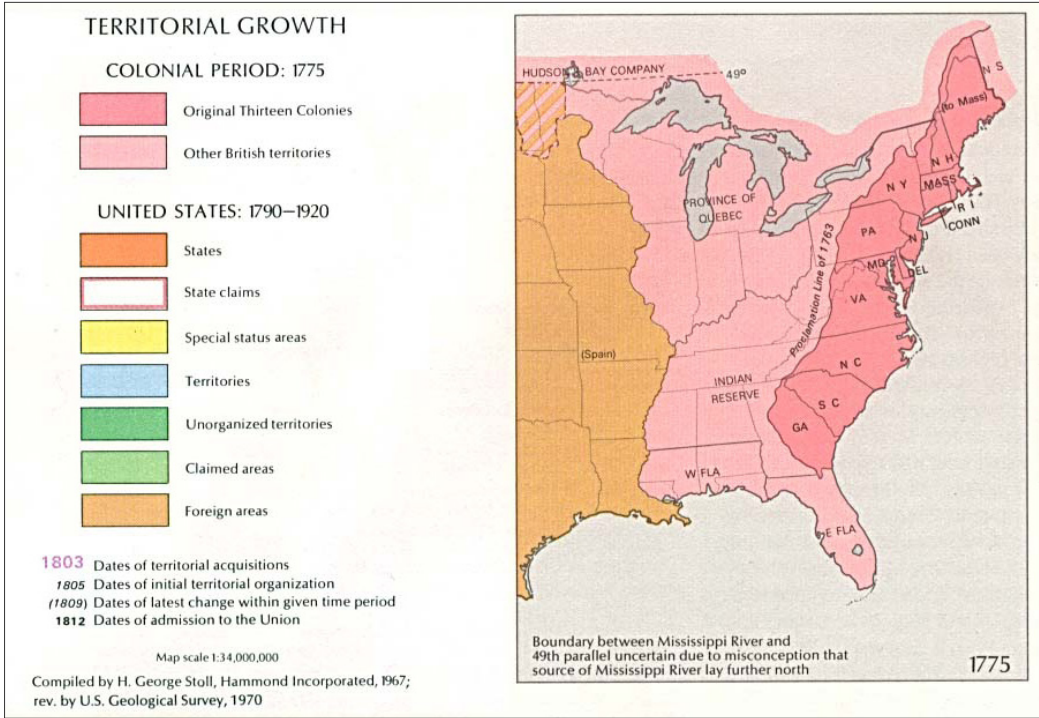 TERRITORIAL GROWTH
COLONIAL PERIOD: 1775
Original Thirteen Colonies
Other British territories
UNITED STATES: 1790–1920
States
State claims
Special status areas
Territories
Unorganized territories
Claimed areas
Foreign areas
1803 Dates of territorial acquisitions
1805 Dates of initial territorial organization
(1809) Dates of latest change within given time period
1812 Dates of admission to the Union
Map scale 1:34,000,000
Compiled by H. George Stoll, Hammond Incorporated, 1967;
rev. by U.S. Geological Survey, 1970
HUDSON BAY COMPANY
49º
N S
(to Mass)
N H
N Y
MASS
R I
CONN
PROVINCE OF
QUEBEC
PA
N J
MD
DEL
VA
Proclamation Line of 1763
(Spain)
N C
INDIAN
RESERVE
S C
GA
W FLA
E FLA
Boundary between Mississippi River and
49th parallel uncertain due to misconception that
source of Mississippi River lay further north
1775